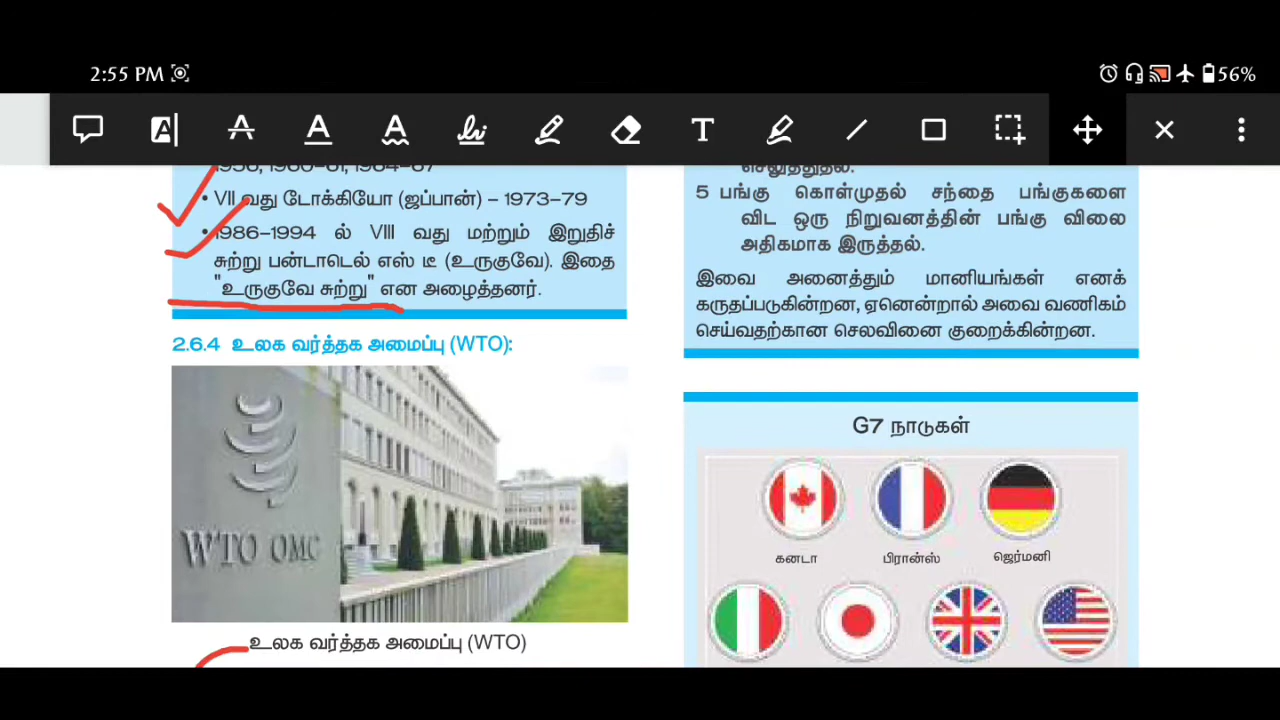 2:55 PM
56%
• VII வது டோக்கியோ (ஜப்பான்) – 1973–79
• 1986–1994 ல் VIII வது மற்றும் இறுதிச்
சுற்று பன்டாடெல் எஸ் டீ (உருகுவே). இதை
"உருகுவே சுற்று" என அழைத்தனர்.
2.6.4 உலக வர்த்தக அமைப்பு (WTO):
WTO OMC
உலக வர்த்தக அமைப்பு (WTO)
செலுத்துதல்.
5 பங்கு கொள்முதல் சந்தை பங்குகளை
விட ஒரு நிறுவனத்தின் பங்கு விலை
அதிகமாக இருத்தல்.
இவை அனைத்தும் மானியங்கள் எனக்
கருதப்படுகின்றன, ஏனென்றால் அவை வணிகம்
செய்வதற்கான செலவினை குறைக்கின்றன.
G7 நாடுகள்
கனடா
பிரான்ஸ்
ஜெர்மனி